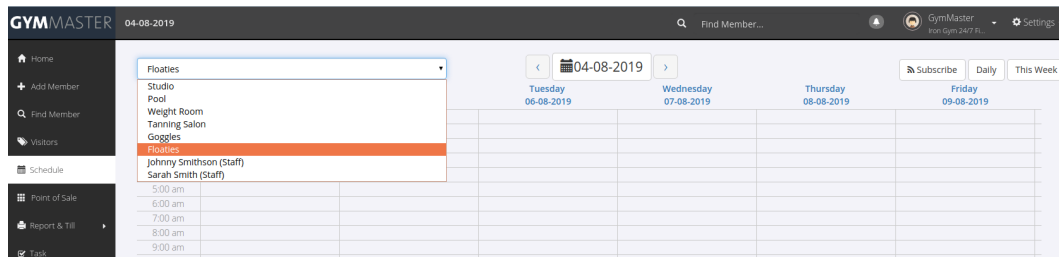 GYMMASTER 04-08-2019 Find Member... GymMaster Settings
Iron Gym 24/7 Fi...
Home
Add Member
Find Member
Visitors
Schedule
Point of Sale
Report & Till
Task
Floaties
Studio
Pool
Weight Room
Tanning Salon
Goggles
Floaties
Johnny Smithson (Staff)
Sarah Smith (Staff)
04-08-2019
Subscribe Daily This Week
Tuesday Wednesday Thursday Friday
06-08-2019 07-08-2019 08-08-2019 09-08-2019
5:00 am
6:00 am
7:00 am
8:00 am
9:00 am